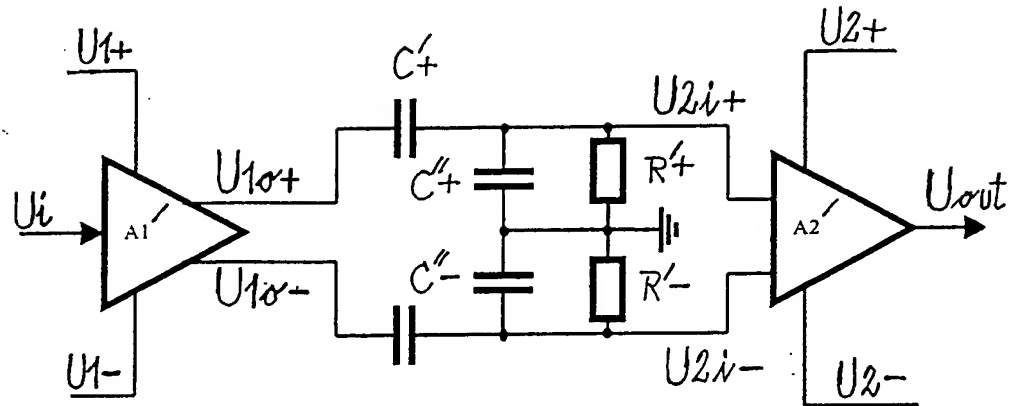 U1+
U2+
C'+
U2i+
U1o+
C"+
R'+
Ui
A1
A2
Uout
U1o-
C"-
R'-
U2i-
U1-
U2-